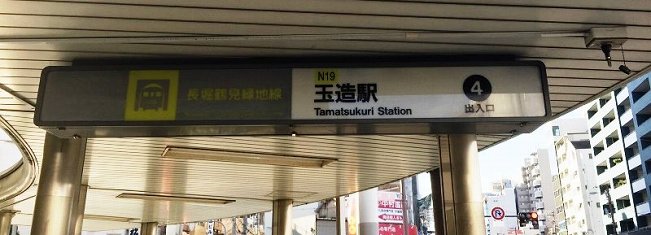 長堀鶴見緑地線
N19
玉造駅
Tamatsukuri Station
4
出入口